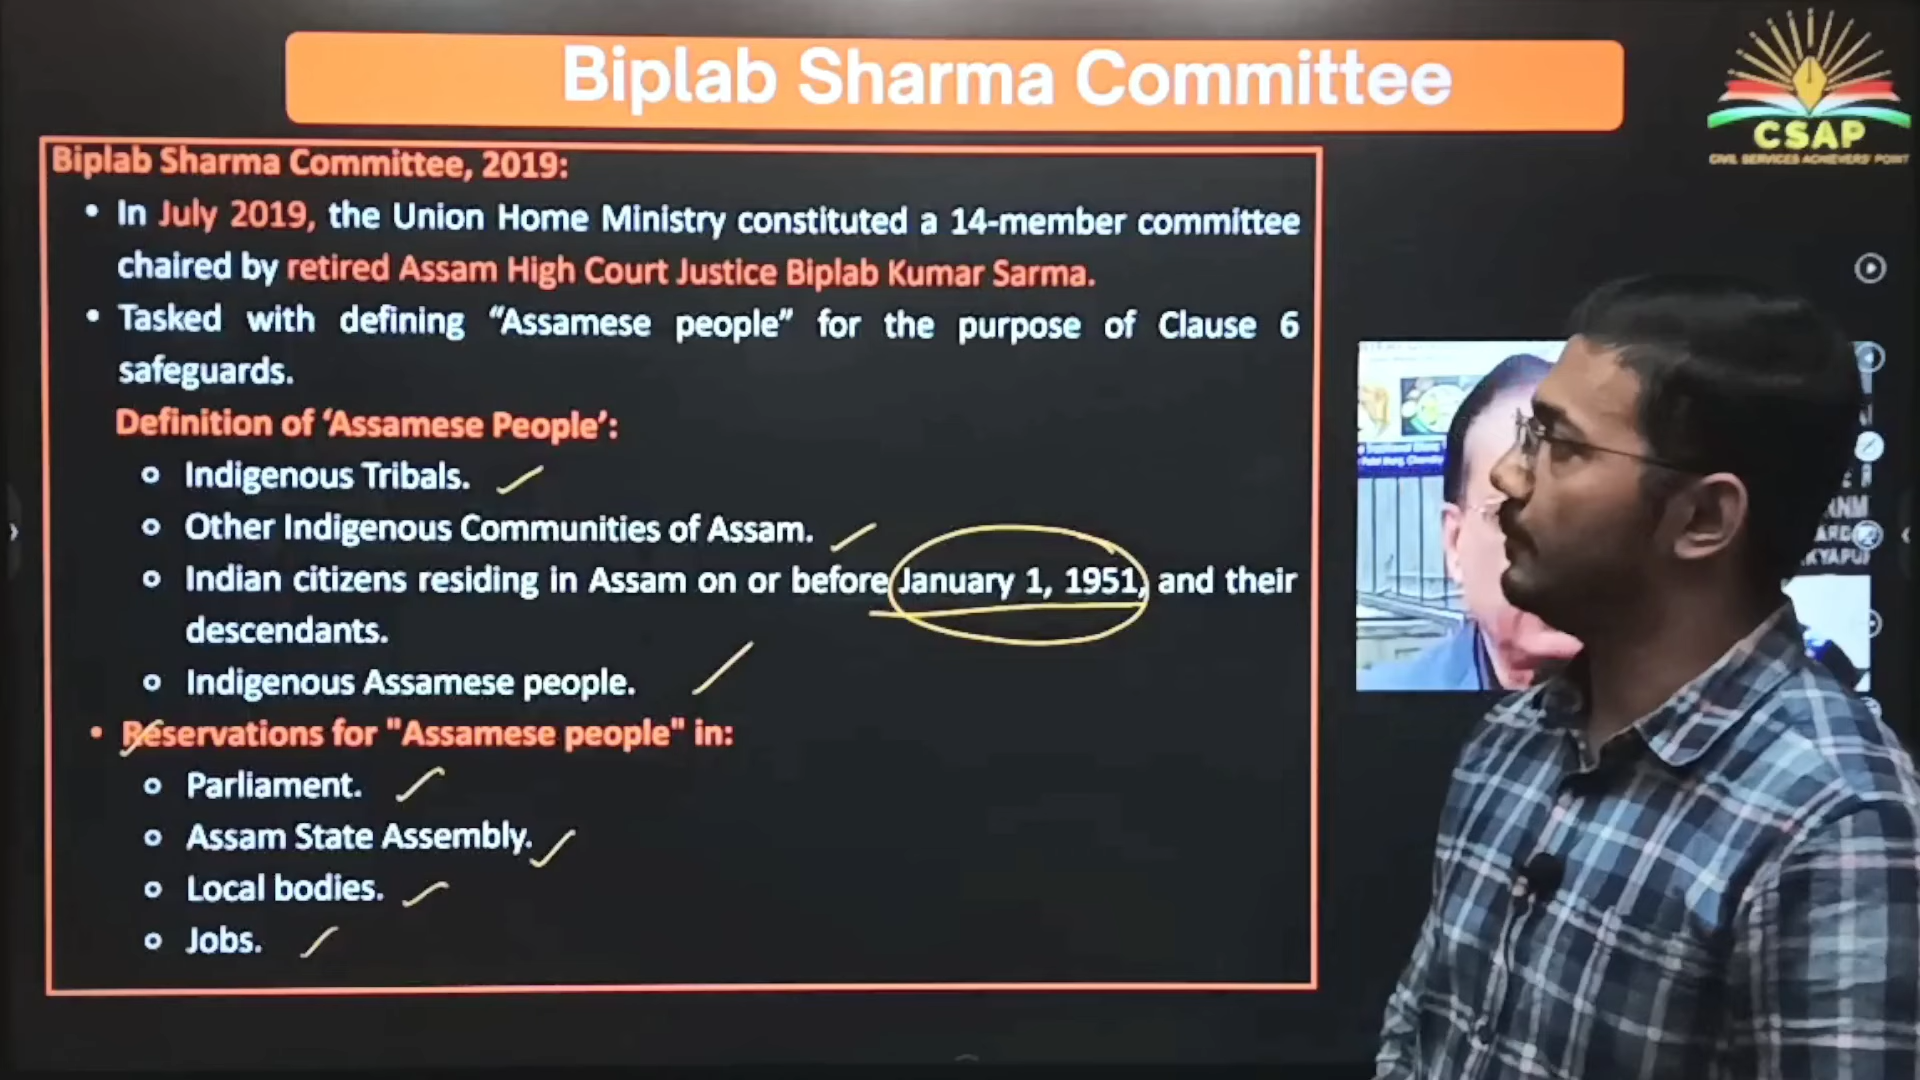 Biplab Sharma Committee
CSAP
CIVIL SERVICES ACHIEVERS' POINT
Biplab Sharma Committee, 2019:
• In July 2019, the Union Home Ministry constituted a 14-member committee
chaired by retired Assam High Court Justice Biplab Kumar Sarma.
• Tasked with defining “Assamese people” for the purpose of Clause 6
safeguards.
Definition of ‘Assamese People’:
o Indigenous Tribals.
o Other Indigenous Communities of Assam.
o Indian citizens residing in Assam on or before January 1, 1951, and their
descendants.
o Indigenous Assamese people.
• Reservations for "Assamese people" in:
o Parliament.
o Assam State Assembly.
o Local bodies.
o Jobs.